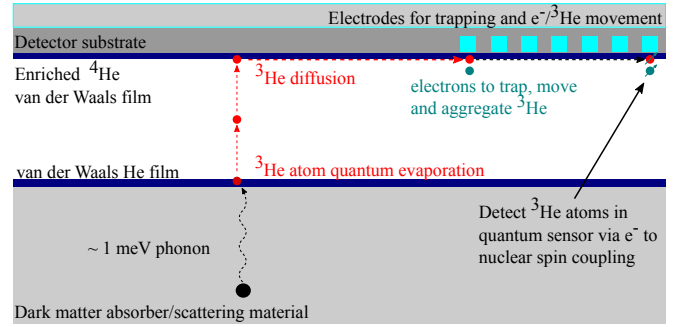 Electrodes for trapping and e⁻/³He movement
Detector substrate
Enriched ⁴He
van der Waals film
³He diffusion
electrons to trap, move
and aggregate ³He
van der Waals He film
³He atom quantum evaporation
Detect ³He atoms in
quantum sensor via e⁻ to
nuclear spin coupling
~ 1 meV phonon
Dark matter absorber/scattering material